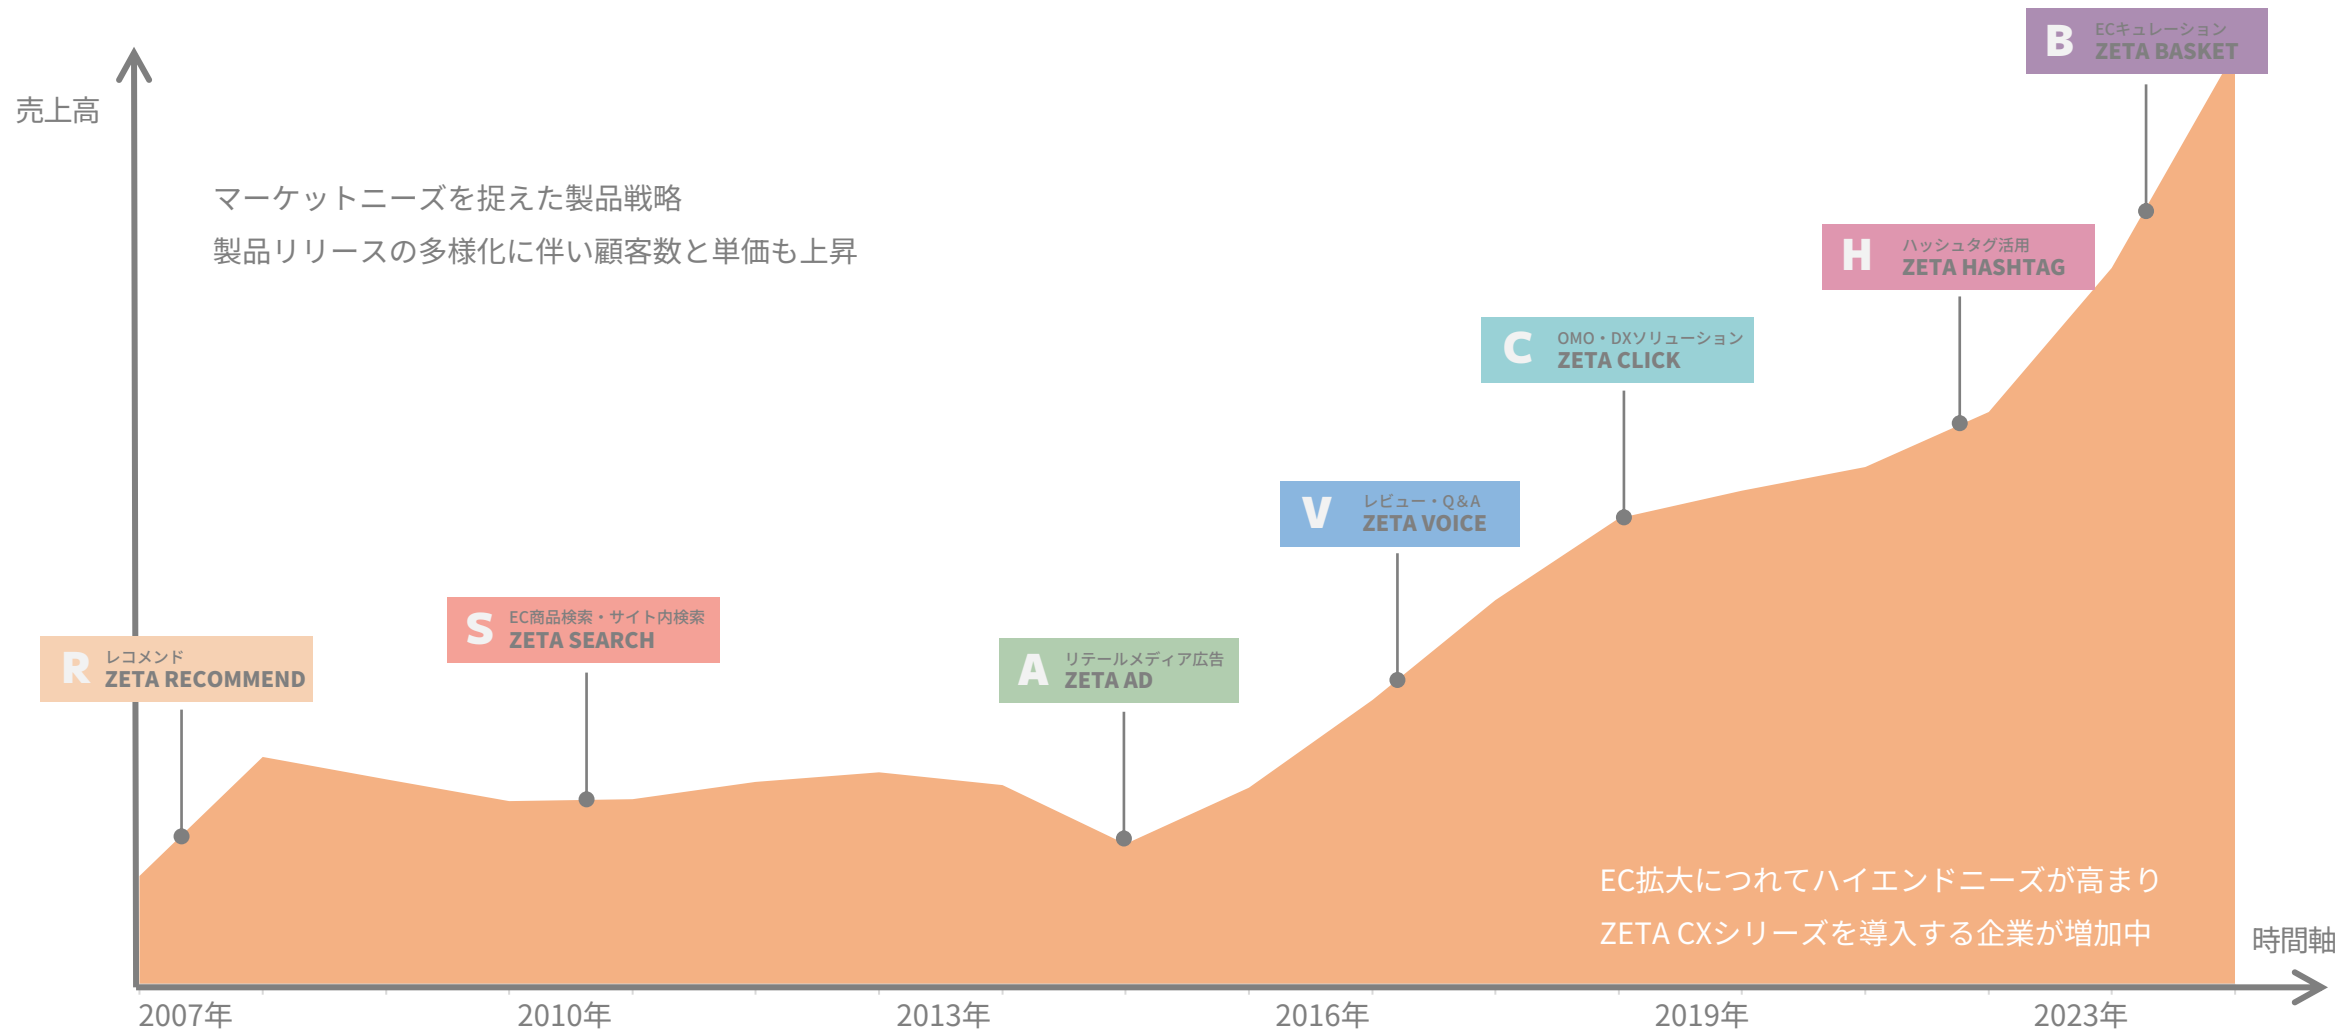 売上高
マーケットニーズを捉えた製品戦略
製品リリースの多様化に伴い顧客数と単価も上昇
R
レコメンド
ZETA RECOMMEND
S
EC商品検索・サイト内検索
ZETA SEARCH
A
リテールメディア広告
ZETA AD
V
レビュー・Q&A
ZETA VOICE
C
OMO・DXソリューション
ZETA CLICK
H
ハッシュタグ活用
ZETA HASHTAG
B
ECキュレーション
ZETA BASKET
EC拡大につれてハイエンドニーズが高まり
ZETA CXシリーズを導入する企業が増加中
時間軸
2007年
2010年
2013年
2016年
2019年
2023年